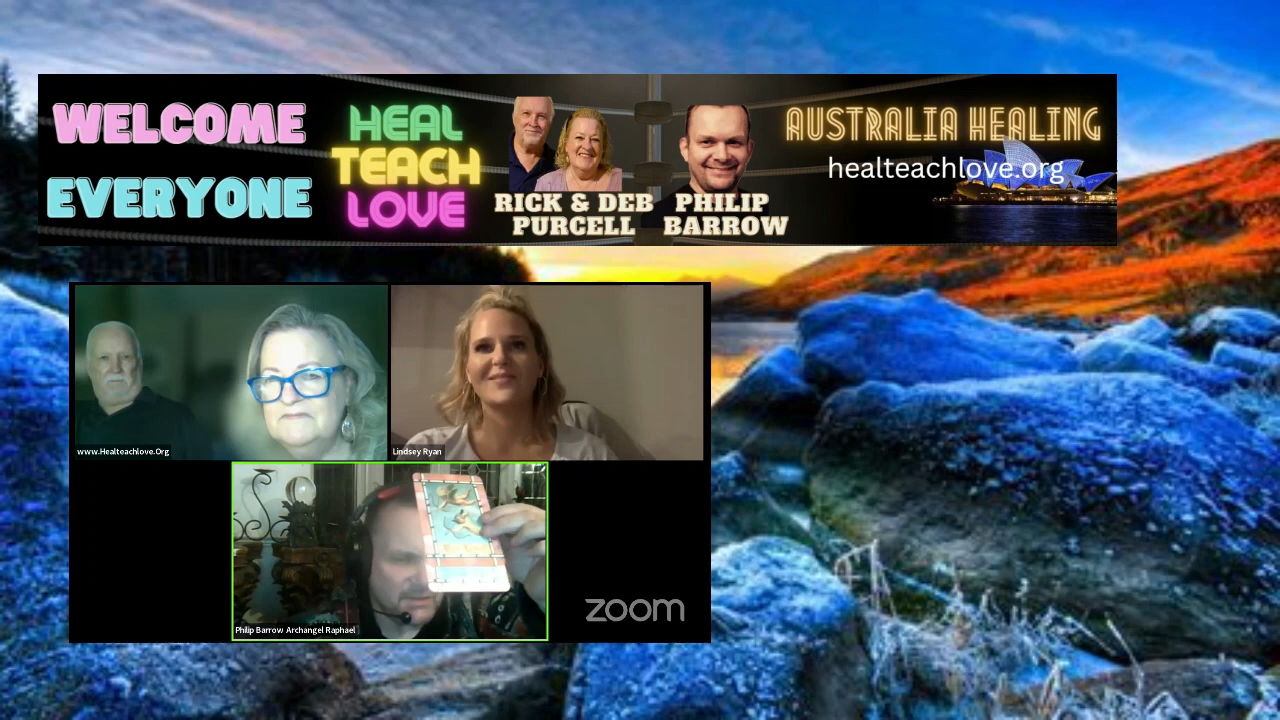 WELCOME
EVERYONE
HEAL
TEACH
LOVE
RICK & DEB
PURCELL
PHILIP
BARROW
AUSTRALIA HEALING
healteachlove.org
www.Healteachlove.Org
Lindsey Ryan
Philip Barrow Archangel Raphael
zoom